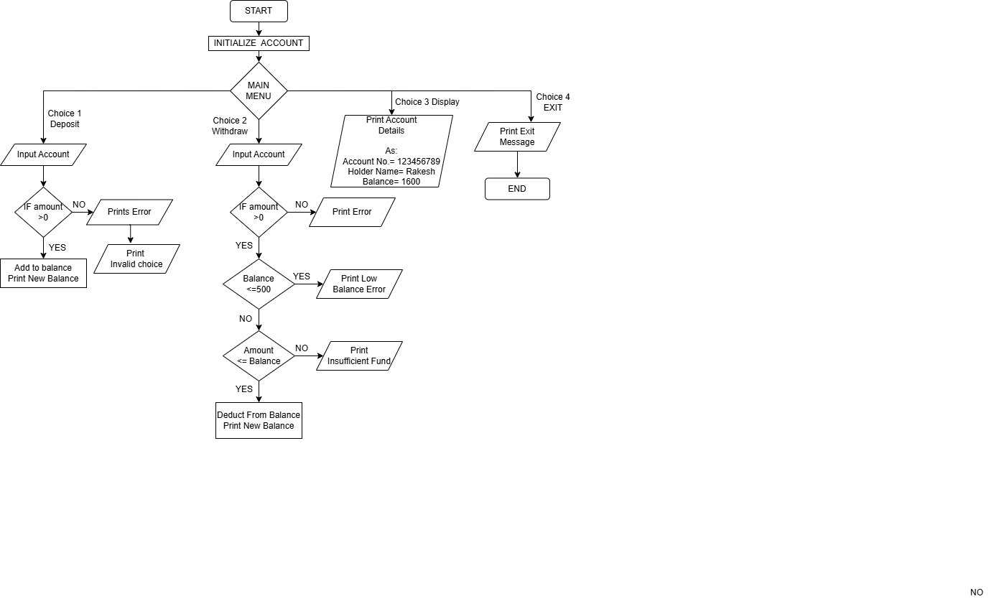 START
INITIALIZE  ACCOUNT
MAIN
MENU
Choice 1
Deposit
Input Account
IF amount
>0
NO
Prints Error
Print
Invalid choice
YES
Add to balance
Print New Balance
Choice 2
Withdraw
Input Account
IF amount
>0
NO
Print Error
YES
Balance
<=500
YES
Print Low
Balance Error
NO
Amount
<= Balance
NO
Print
Insufficient Fund
YES
Deduct From Balance
Print New Balance
Choice 3 Display
Print Account
Details
As:
Account No.= 123456789
Holder Name= Rakesh
Balance= 1600
Choice 4
EXIT
Print Exit
Message
END
NO